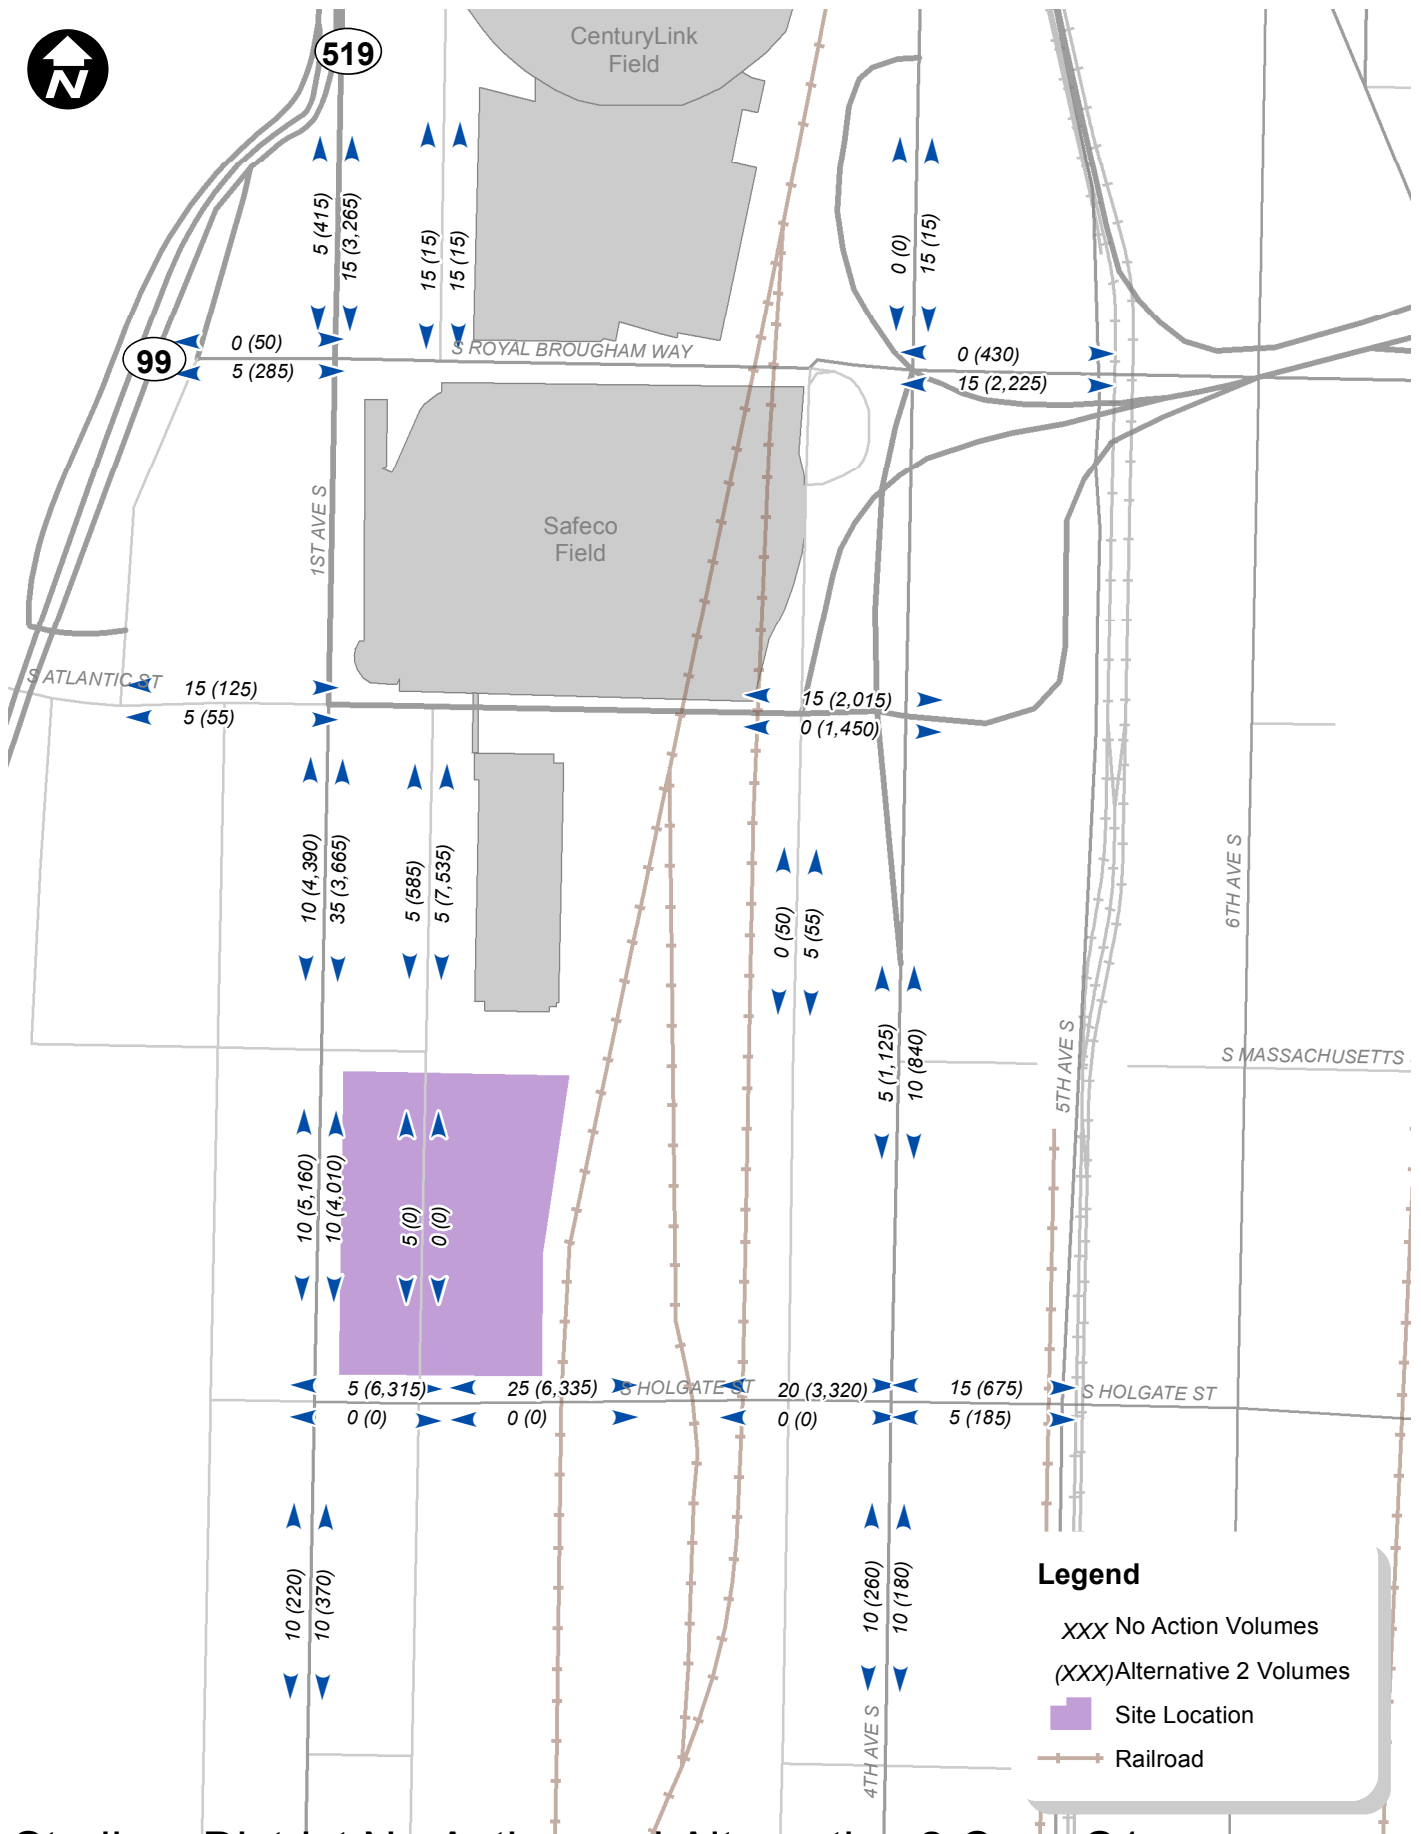 N
519
CenturyLink
Field
5 (415)
15 (3,265)
15 (15)
15 (15)
0 (0)
15 (15)
99
0 (50)
5 (285)
S ROYAL BROUGHAM WAY
0 (430)
15 (2,225)
1ST AVE S
Safeco
Field
S ATLANTIC ST
15 (125)
5 (55)
15 (2,015)
0 (1,450)
10 (4,390)
35 (3,665)
5 (585)
5 (7,535)
0 (50)
5 (55)
6TH AVE S
5 (1,125)
10 (840)
5TH AVE S
S MASSACHUSETTS
10 (5,160)
10 (4,010)
5 (0)
0 (0)
5 (6,315)
0 (0)
25 (6,335)
0 (0)
S HOLGATE ST
20 (3,320)
0 (0)
15 (675)
5 (185)
S HOLGATE ST
10 (220)
10 (370)
10 (260)
10 (180)
4TH AVE S
Legend
XXX No Action Volumes
(XXX) Alternative 2 Volumes
Site Location
Railroad